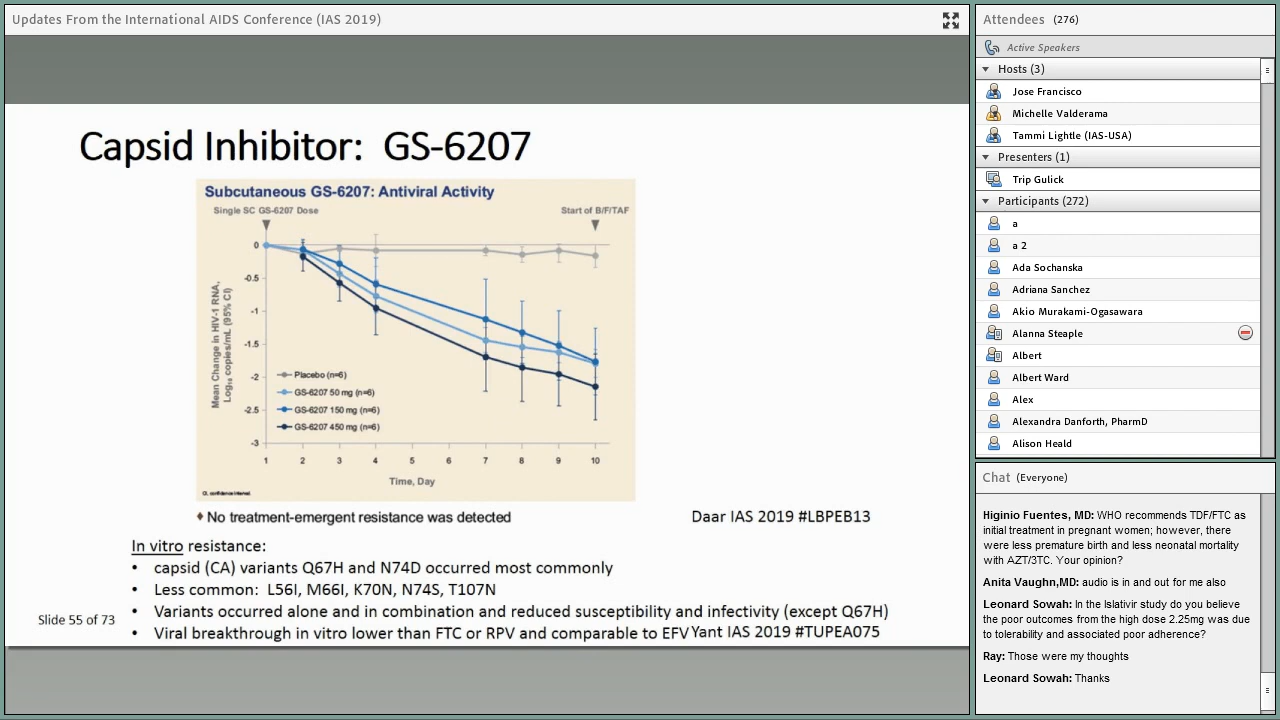 Updates From the International AIDS Conference (IAS 2019)
Capsid Inhibitor: GS-6207
Subcutaneous GS-6207: Antiviral Activity
Single SC GS-6207 Dose
Start of B/F/TAF
0
-0.5
-1
-1.5
-2
-2.5
-3
Mean Change in HIV-1 RNA,
Log₁₀ copies/mL (95% CI)
Placebo (n=6)
GS-6207 50 mg (n=6)
GS-6207 150 mg (n=6)
GS-6207 450 mg (n=6)
1 2 3 4 5 6 7 8 9 10
Time, Day
CI, confidence interval.
♦ No treatment-emergent resistance was detected
Daar IAS 2019 #LBPEB13
In vitro resistance:
• capsid (CA) variants Q67H and N74D occurred most commonly
• Less common: L56I, M66I, K70N, N74S, T107N
• Variants occurred alone and in combination and reduced susceptibility and infectivity (except Q67H)
• Viral breakthrough in vitro lower than FTC or RPV and comparable to EFV
Yant IAS 2019 #TUPEA075
Slide 55 of 73
Attendees (276)
Active Speakers
Hosts (3)
Jose Francisco
Michelle Valderama
Tammi Lightle (IAS-USA)
Presenters (1)
Trip Gulick
Participants (272)
a
a 2
Ada Sochanska
Adriana Sanchez
Akio Murakami-Ogasawara
Alanna Steaple
Albert
Albert Ward
Alex
Alexandra Danforth, PharmD
Alison Heald
Chat (Everyone)
Higinio Fuentes, MD: WHO recommends TDF/FTC as
initial treatment in pregnant women; however, there
were less premature birth and less neonatal mortality
with AZT/3TC. Your opinion?
Anita Vaughn,MD: audio is in and out for me also
Leonard Sowah: In the Islativir study do you believe
the poor outcomes from the high dose 2.25mg was due
to tolerability and associated poor adherence?
Ray: Those were my thoughts
Leonard Sowah: Thanks